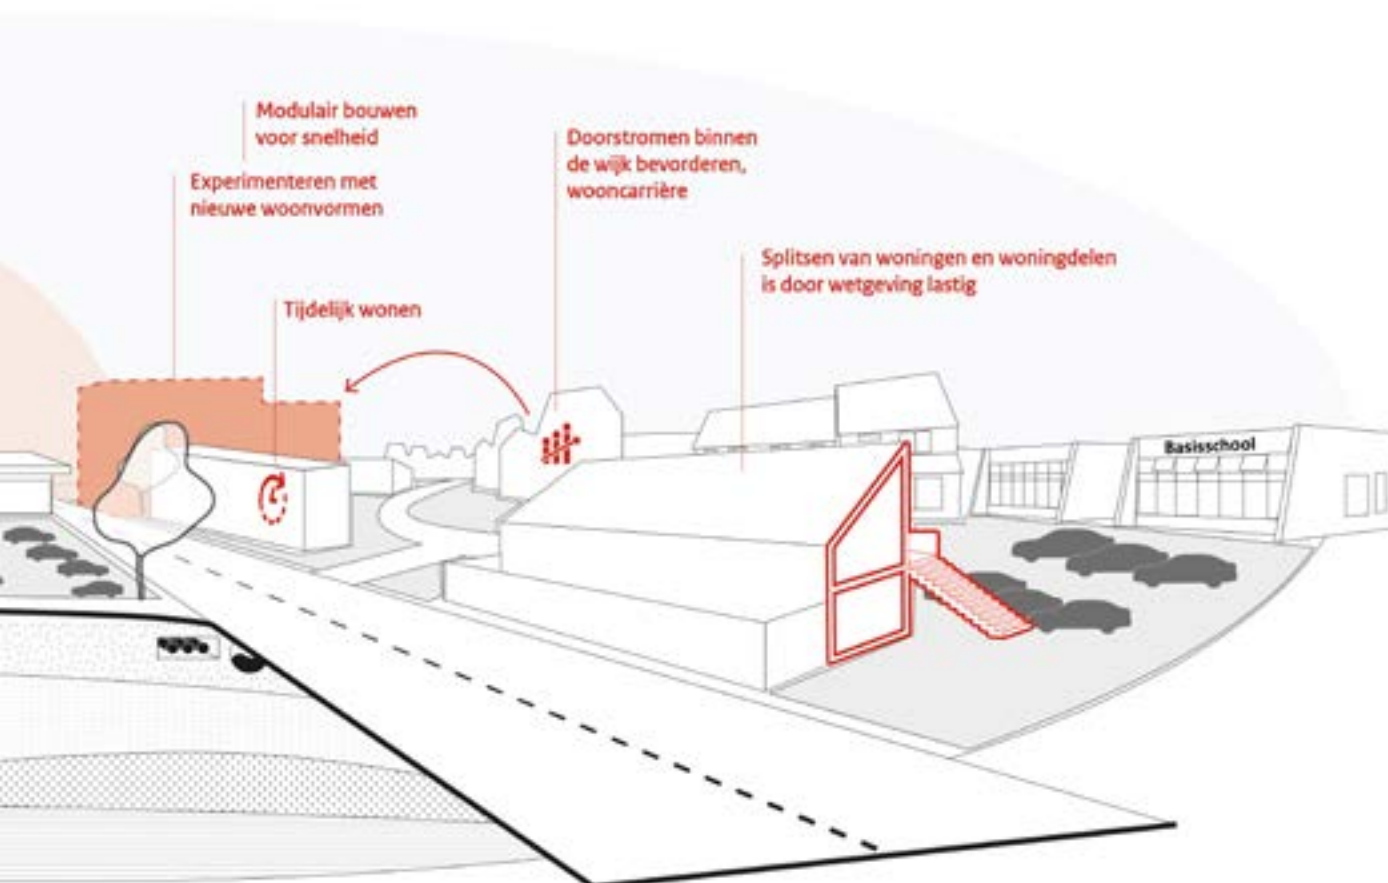 Modulair bouwen
voor snelheid
Experimenteren met
nieuwe woonvormen
Tijdelijk wonen
Doorstromen binnen
de wijk bevorderen,
wooncarrière
Splitsen van woningen en woningdelen
is door wetgeving lastig
Basisschool